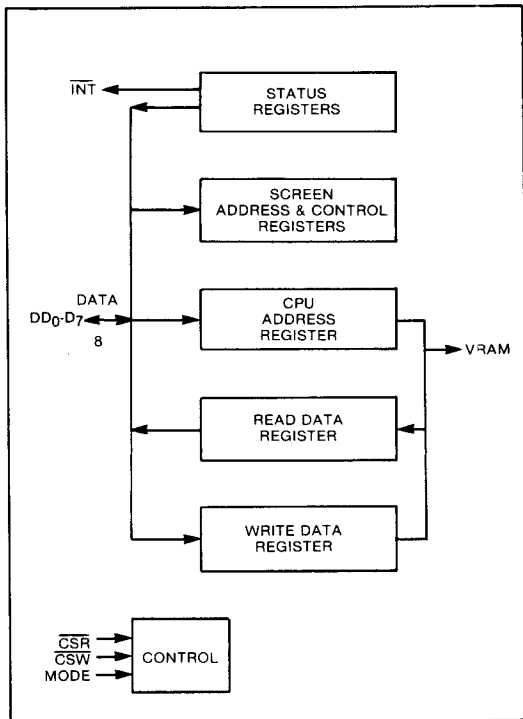 INT
STATUS
REGISTERS
SCREEN
ADDRESS & CONTROL
REGISTERS
DATA
DD0-D7
8
CPU
ADDRESS
REGISTER
VRAM
READ DATA
REGISTER
WRITE DATA
REGISTER
CSR
CSW
MODE
CONTROL